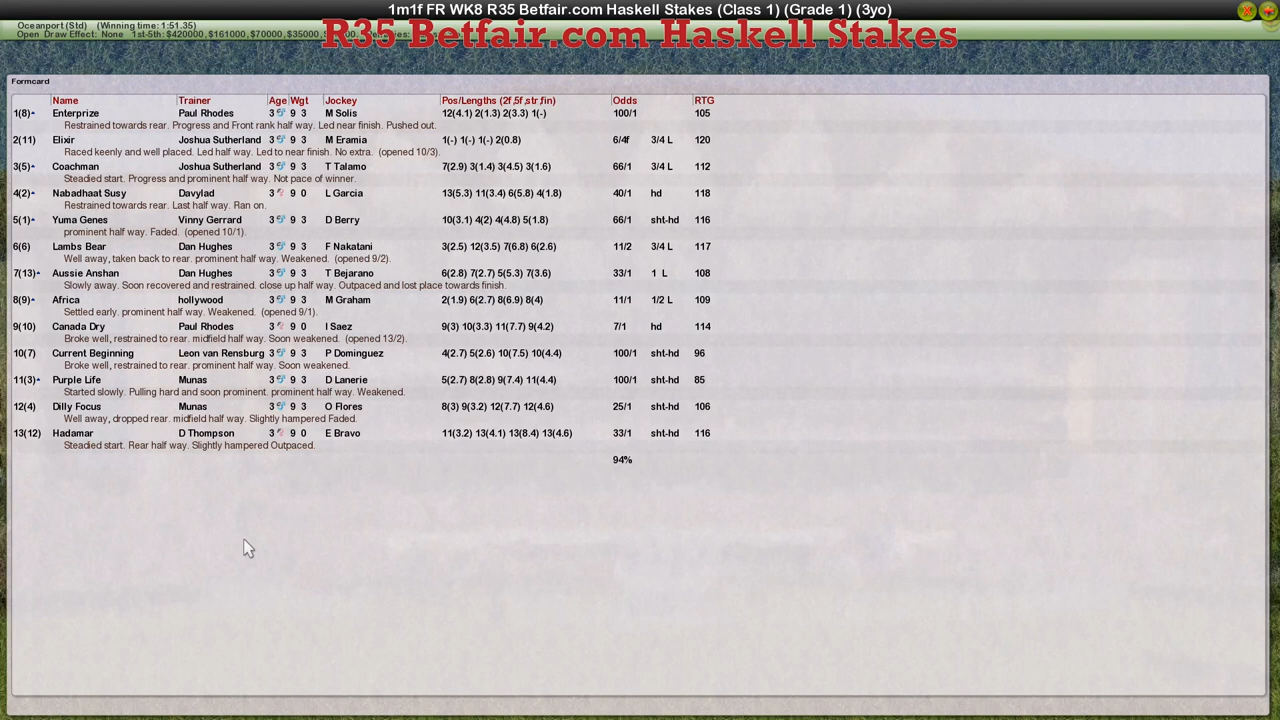 1m1f FR WK8 R35 Betfair.com Haskell Stakes (Class 1) (Grade 1) (3yo)
Oceanport (Std) (Winning time: 1:51.35)
R35 Betfair.com Haskell Stakes
Open Draw Effect: None 1st-5th: $420000, $161000, $70000, $35000,
Formcard
Name Trainer Age Wgt Jockey Pos/Lengths (2f,5f,str,fin) Odds RTG
1(8) Enterprize Paul Rhodes 3 9 3 M Solis 12(4.1) 2(1.3) 2(3.3) 1(-) 100/1 105
Restrained towards rear. Progress and Front rank half way. Led near finish. Pushed out.
2(11) Elixir Joshua Sutherland 3 9 3 M Eramia 1(-) 1(-) 1(-) 2(0.8) 6/4f 3/4 L 120
Raced keenly and well placed. Led half way. Led to near finish. No extra. (opened 10/3).
3(5) Coachman Joshua Sutherland 3 9 3 T Talamo 7(2.9) 3(1.4) 3(4.5) 3(1.6) 66/1 3/4 L 112
Steadied start. Progress and prominent half way. Not pace of winner.
4(2) Nabadhaat Susy Davylad 3 9 0 L Garcia 13(5.3) 11(3.4) 6(5.8) 4(1.8) 40/1 hd 118
Restrained towards rear. Last half way. Ran on.
5(1) Yuma Genes Vinny Gerrard 3 9 3 D Berry 10(3.1) 4(2) 4(4.8) 5(1.8) 66/1 sht-hd 116
prominent half way. Faded. (opened 10/1).
6(6) Lambs Bear Dan Hughes 3 9 3 F Nakatani 3(2.5) 12(3.5) 7(6.8) 6(2.6) 11/2 3/4 L 117
Well away, taken back to rear. prominent half way. Weakened. (opened 9/2).
7(13) Aussie Anshan Dan Hughes 3 9 3 T Bejarano 6(2.8) 7(2.7) 5(5.3) 7(3.6) 33/1 1 L 108
Slowly away. Soon recovered and restrained. close up half way. Outpaced and lost place towards finish.
8(9) Africa hollywood 3 9 3 M Graham 2(1.9) 6(2.7) 8(6.9) 8(4) 11/1 1/2 L 109
Settled early. prominent half way. Weakened. (opened 9/1).
9(10) Canada Dry Paul Rhodes 3 9 0 I Saez 9(3) 10(3.3) 11(7.7) 9(4.2) 7/1 hd 114
Broke well, restrained to rear. midfield half way. Soon weakened. (opened 13/2).
10(7) Current Beginning Leon van Rensburg 3 9 3 P Dominguez 4(2.7) 5(2.6) 10(7.5) 10(4.4) 100/1 sht-hd 96
Broke well, restrained to rear. prominent half way. Soon weakened.
11(3) Purple Life Munas 3 9 3 D Lanerie 5(2.7) 8(2.8) 9(7.4) 11(4.4) 100/1 sht-hd 85
Started slowly. Pulling hard and soon prominent. prominent half way. Weakened.
12(4) Dilly Focus Munas 3 9 3 O Flores 8(3) 9(3.2) 12(7.7) 12(4.6) 25/1 sht-hd 106
Well away, dropped rear. midfield half way. Slightly hampered Faded.
13(12) Hadamar D Thompson 3 9 0 E Bravo 11(3.2) 13(4.1) 13(8.4) 13(4.6) 33/1 sht-hd 116
Steadied start. Rear half way. Slightly hampered Outpaced.
94%